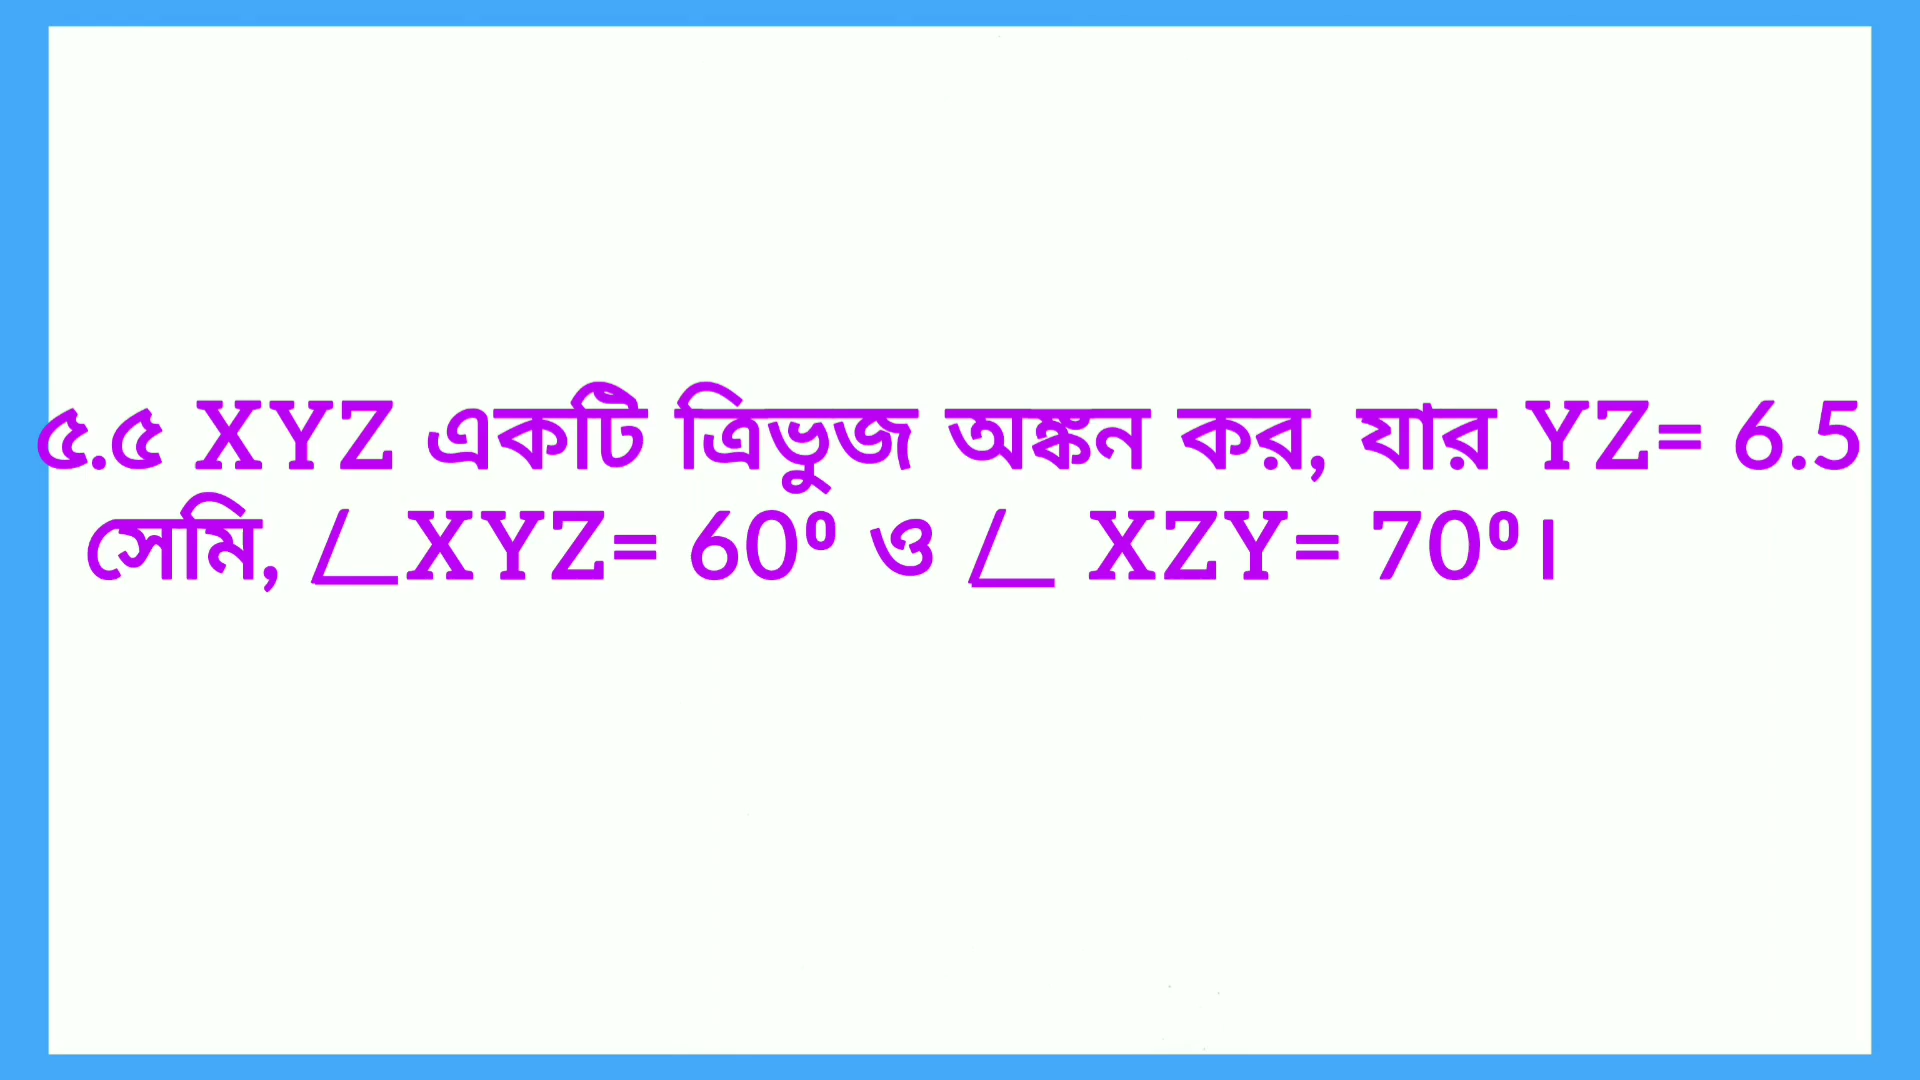 ৫.৫ XYZ একটি ত্রিভুজ অঙ্কন কর, যার YZ= 6.5
সেমি, ∠XYZ= 60⁰ ও ∠ XZY= 70⁰।